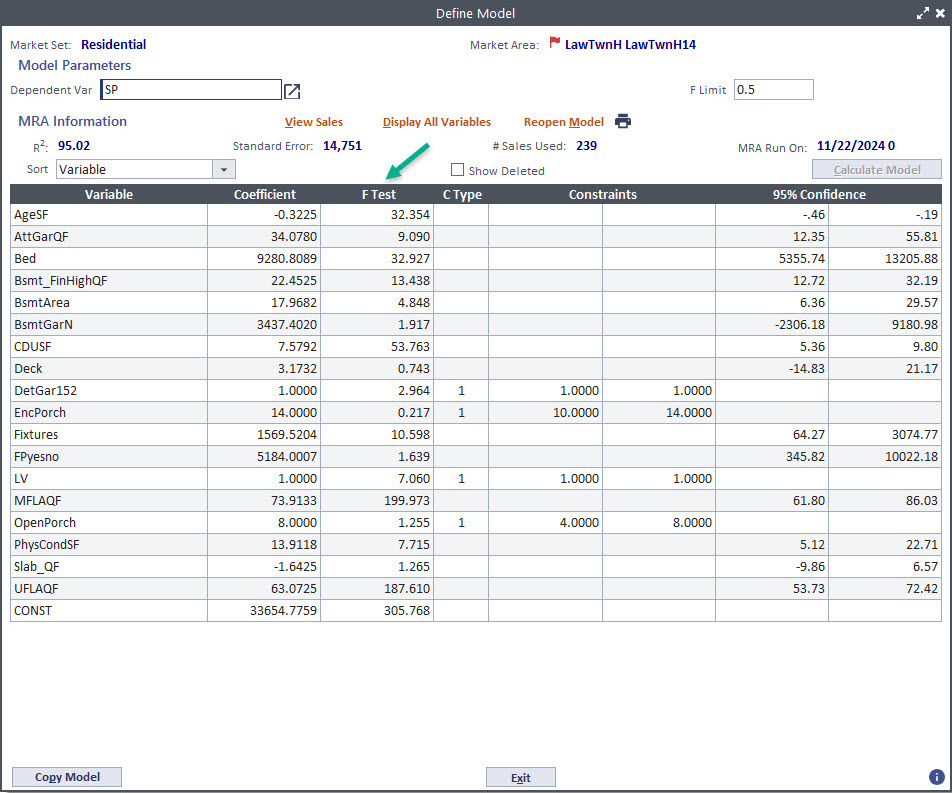 Define Model
Market Set: Residential Market Area: LawTwnH LawTwnH14
Model Parameters
Dependent Var SP F Limit 0.5
MRA Information View Sales Display All Variables Reopen Model
R2: 95.02 Standard Error: 14,751 # Sales Used: 239 MRA Run On: 11/22/2024 0
Sort Variable Show Deleted Calculate Model
Variable Coefficient F Test C Type Constraints 95% Confidence
AgeSF -0.3225 32.354 -.46 -.19
AttGarQF 34.0780 9.090 12.35 55.81
Bed 9280.8089 32.927 5355.74 13205.88
Bsmt_FinHighQF 22.4525 13.438 12.72 32.19
BsmtArea 17.9682 4.848 6.36 29.57
BsmtGarN 3437.4020 1.917 -2306.18 9180.98
CDUSF 7.5792 53.763 5.36 9.80
Deck 3.1732 0.743 -14.83 21.17
DetGar152 1.0000 2.964 1 1.0000 1.0000
EncPorch 14.0000 0.217 1 10.0000 14.0000
Fixtures 1569.5204 10.598 64.27 3074.77
FPyesno 5184.0007 1.639 345.82 10022.18
LV 1.0000 7.060 1 1.0000 1.0000
MFLAQF 73.9133 199.973 61.80 86.03
OpenPorch 8.0000 1.255 1 4.0000 8.0000
PhysCondSF 13.9118 7.715 5.12 22.71
Slab_QF -1.6425 1.265 -9.86 6.57
UFLAQF 63.0725 187.610 53.73 72.42
CONST 33654.7759 305.768
Copy Model Exit